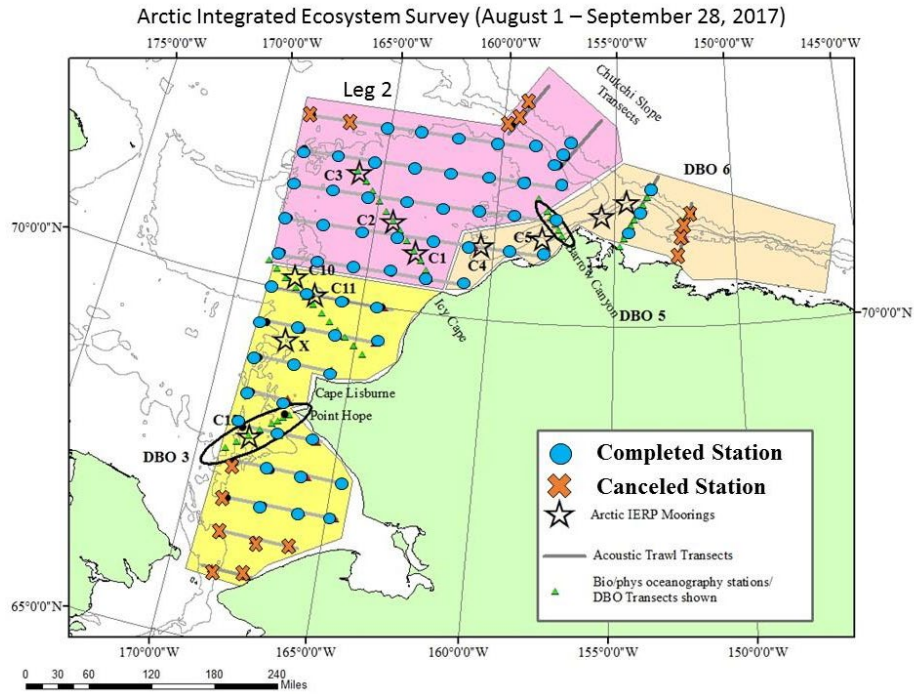 Arctic Integrated Ecosystem Survey (August 1 – September 28, 2017)
175°0'0"W
170°0'0"W
165°0'0"W
160°0'0"W
155°0'0"W
150°0'0"W
145°0'0"W
Leg 2
Chukchi Slope
Transects
DBO 6
C3
C2
C1
C4
C5
70°0'0"N
C10
C11
Icy Cape
Barrow Canyon
DBO 5
70°0'0"N
X
Cape Lisburne
Point Hope
C1
DBO 3
Completed Station
Canceled Station
Arctic IERP Moorings
Acoustic Trawl Transects
Bio/phys oceanography stations/
DBO Transects shown
65°0'0"N
170°0'0"W
165°0'0"W
160°0'0"W
155°0'0"W
150°0'0"W
0 30 60 120 180 240
Miles